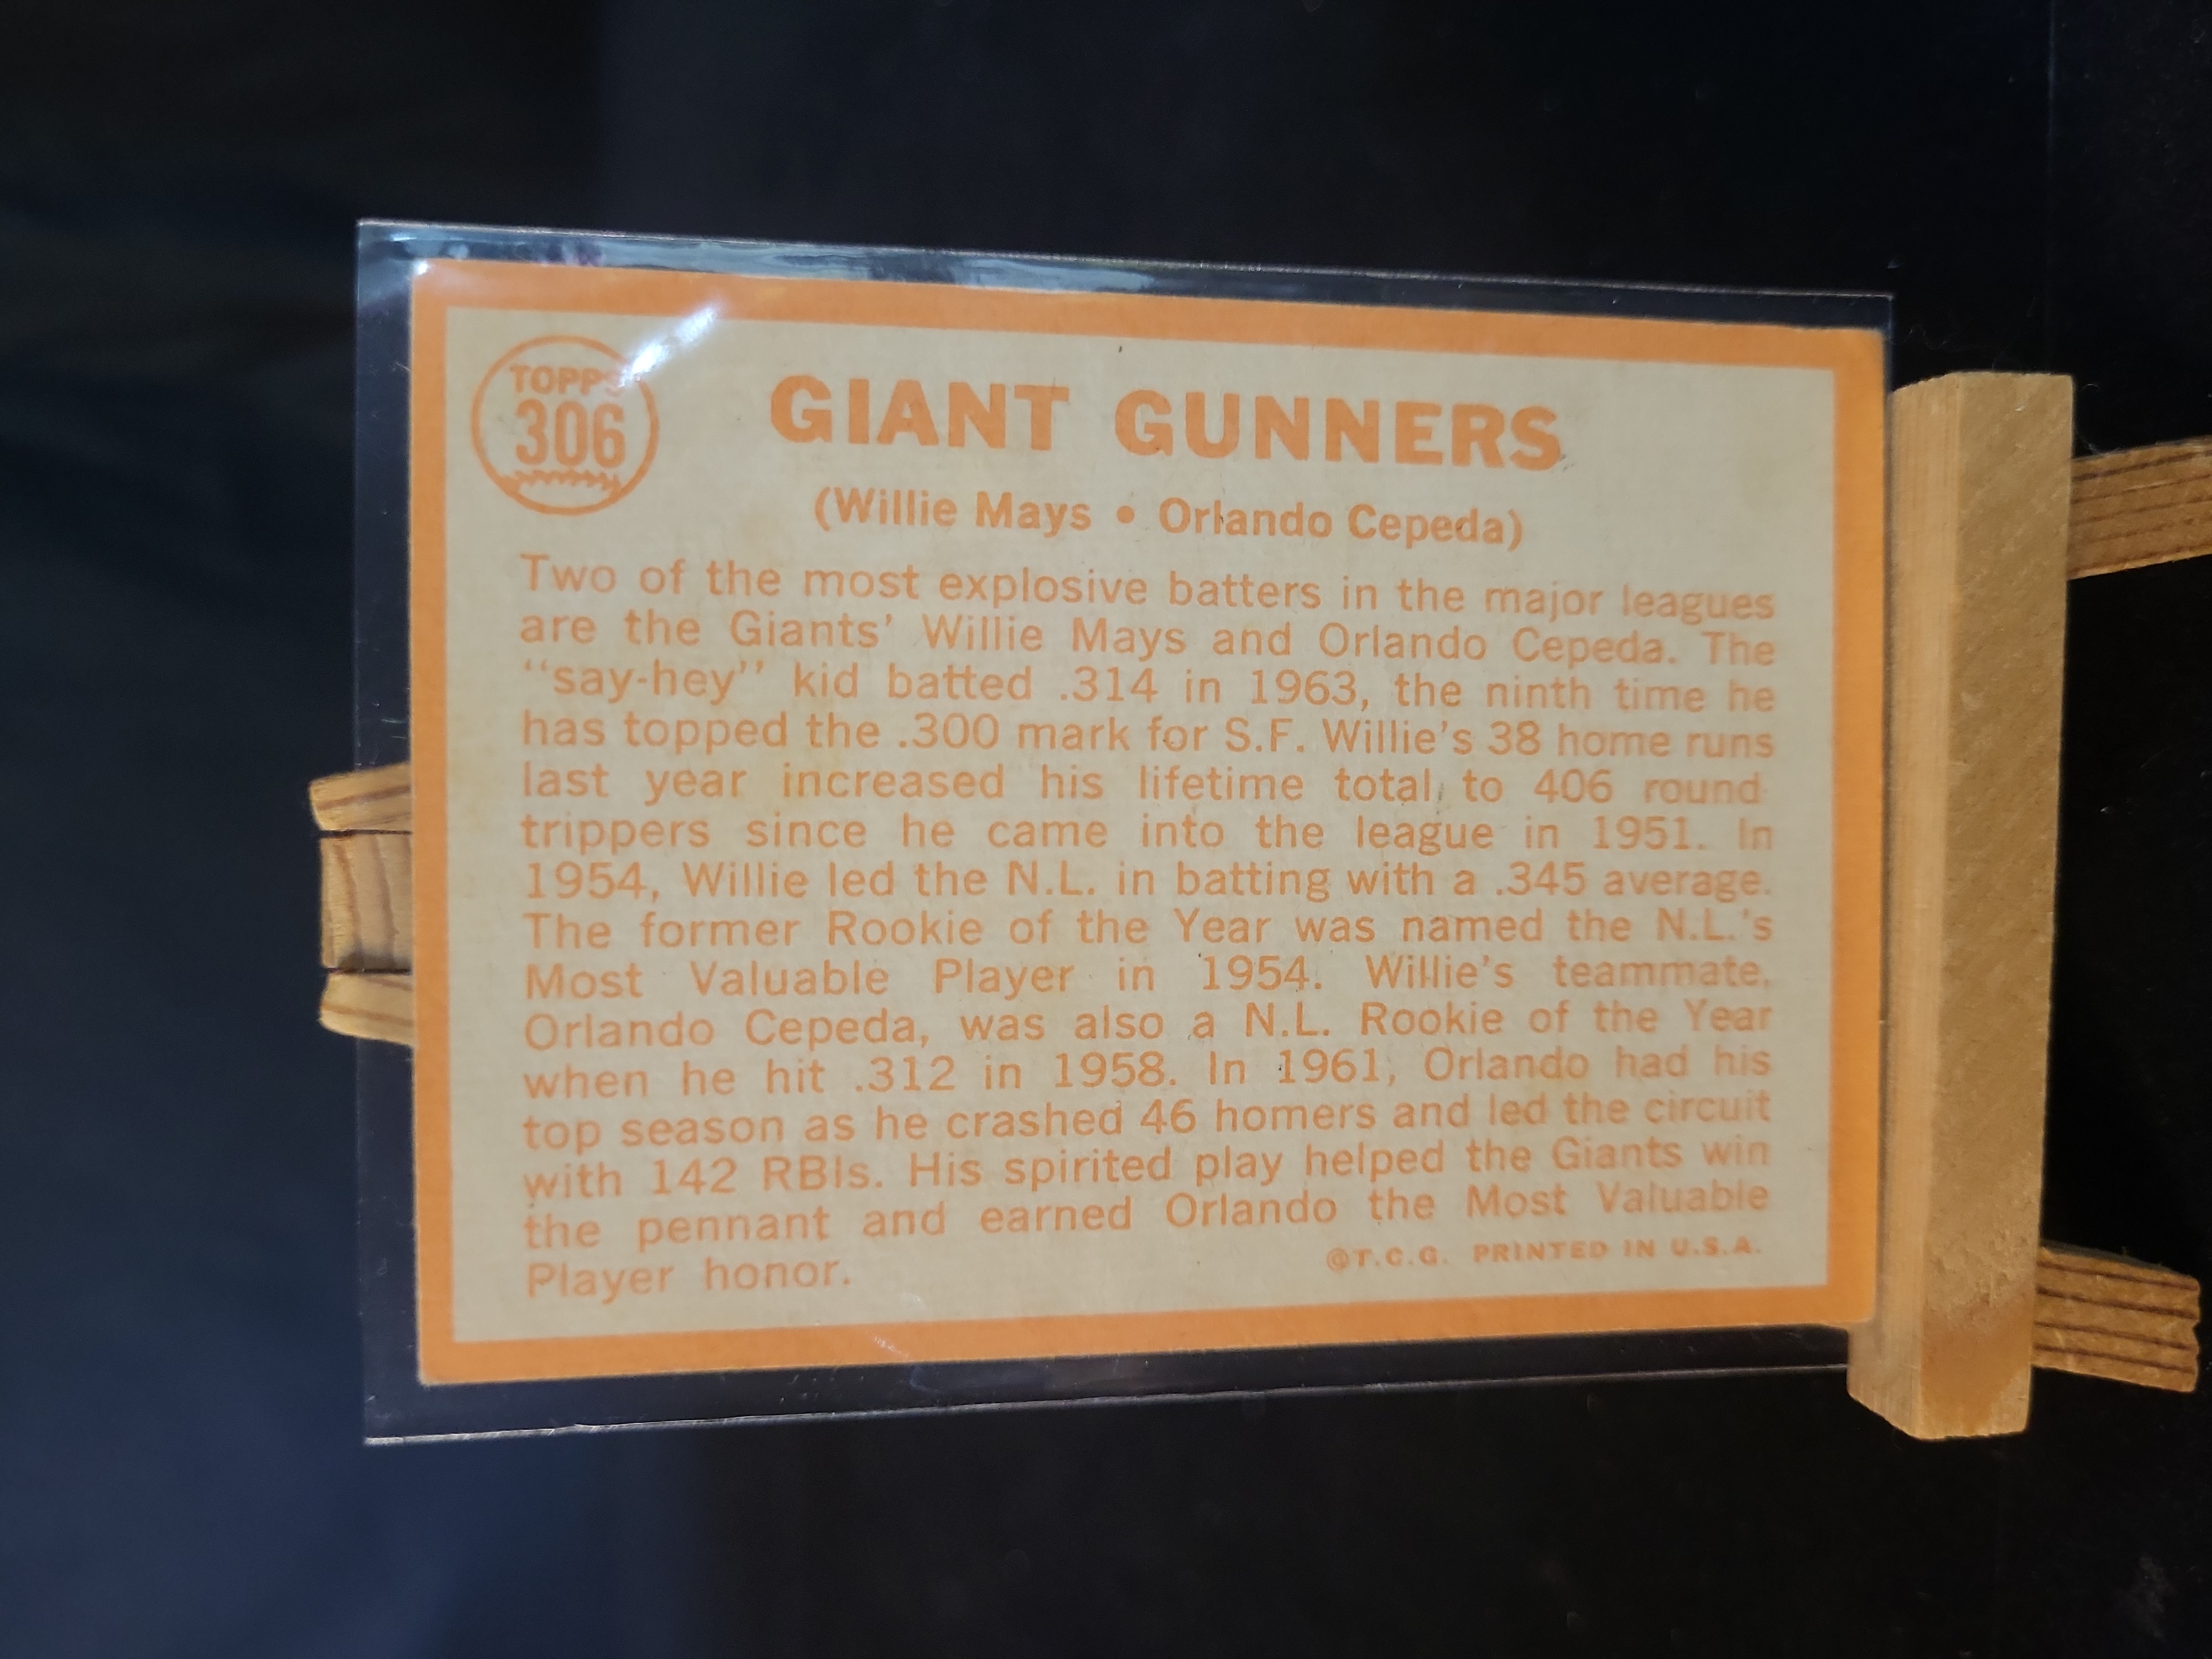 TOPPS
306
GIANT GUNNERS
(Willie Mays • Orlando Cepeda)
Two of the most explosive batters in the major leagues
are the Giants' Willie Mays and Orlando Cepeda. The
"say-hey" kid batted .314 in 1963, the ninth time he
has topped the .300 mark for S.F. Willie's 38 home runs
last year increased his lifetime total to 406 round
trippers since he came into the league in 1951. In
1954, Willie led the N.L. in batting with a .345 average.
The former Rookie of the Year was named the N.L.'s
Most Valuable Player in 1954. Willie's teammate,
Orlando Cepeda, was also a N.L. Rookie of the Year
when he hit .312 in 1958. In 1961, Orlando had his
top season as he crashed 46 homers and led the circuit
with 142 RBIs. His spirited play helped the Giants win
the pennant and earned Orlando the Most Valuable
Player honor.
©T.C.G. PRINTED IN U.S.A.